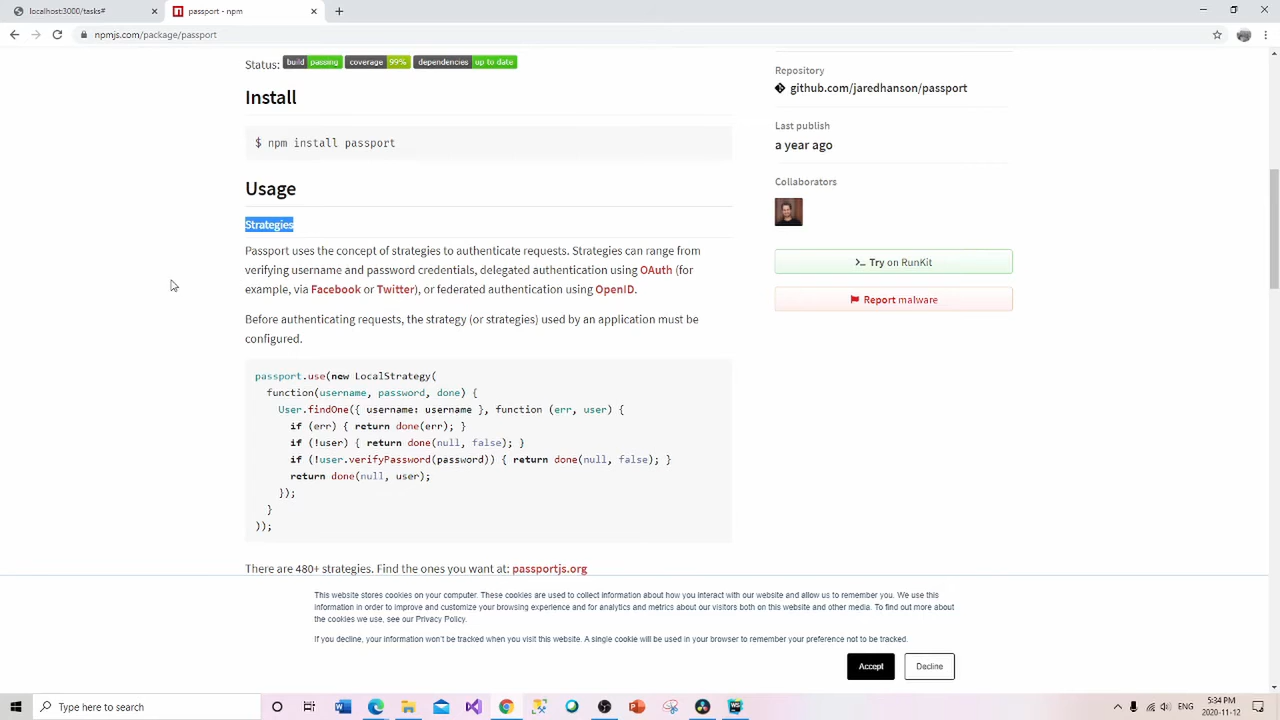 localhost:3000/tasks#
passport - npm
npmjs.com/package/passport
Status: build passing coverage 99% dependencies up to date
Install
$ npm install passport
Usage
Strategies
Passport uses the concept of strategies to authenticate requests. Strategies can range from
verifying username and password credentials, delegated authentication using OAuth (for
example, via Facebook or Twitter), or federated authentication using OpenID.
Before authenticating requests, the strategy (or strategies) used by an application must be
configured.
passport.use(new LocalStrategy(
function(username, password, done) {
User.findOne({ username: username }, function (err, user) {
if (err) { return done(err); }
if (!user) { return done(null, false); }
if (!user.verifyPassword(password)) { return done(null, false); }
return done(null, user);
});
}
));
There are 480+ strategies. Find the ones you want at: passportjs.org
Repository
github.com/jaredhanson/passport
Last publish
a year ago
Collaborators
Try on RunKit
Report malware
This website stores cookies on your computer. These cookies are used to collect information about how you interact with our website and allow us to remember you. We use this
information in order to improve and customize your browsing experience and for analytics and metrics about our visitors both on this website and other media. To find out more about
the cookies we use, see our Privacy Policy.
If you decline, your information won't be tracked when you visit this website. A single cookie will be used in your browser to remember your preference not to be tracked.
Accept
Decline
Type here to search
ENG
5:34 PM
2020-11-12